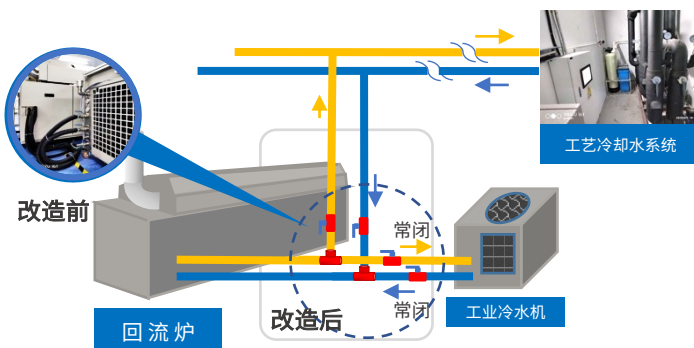 工艺冷却水系统
改造前
常闭
改造后
常闭
工业冷水机
回流炉